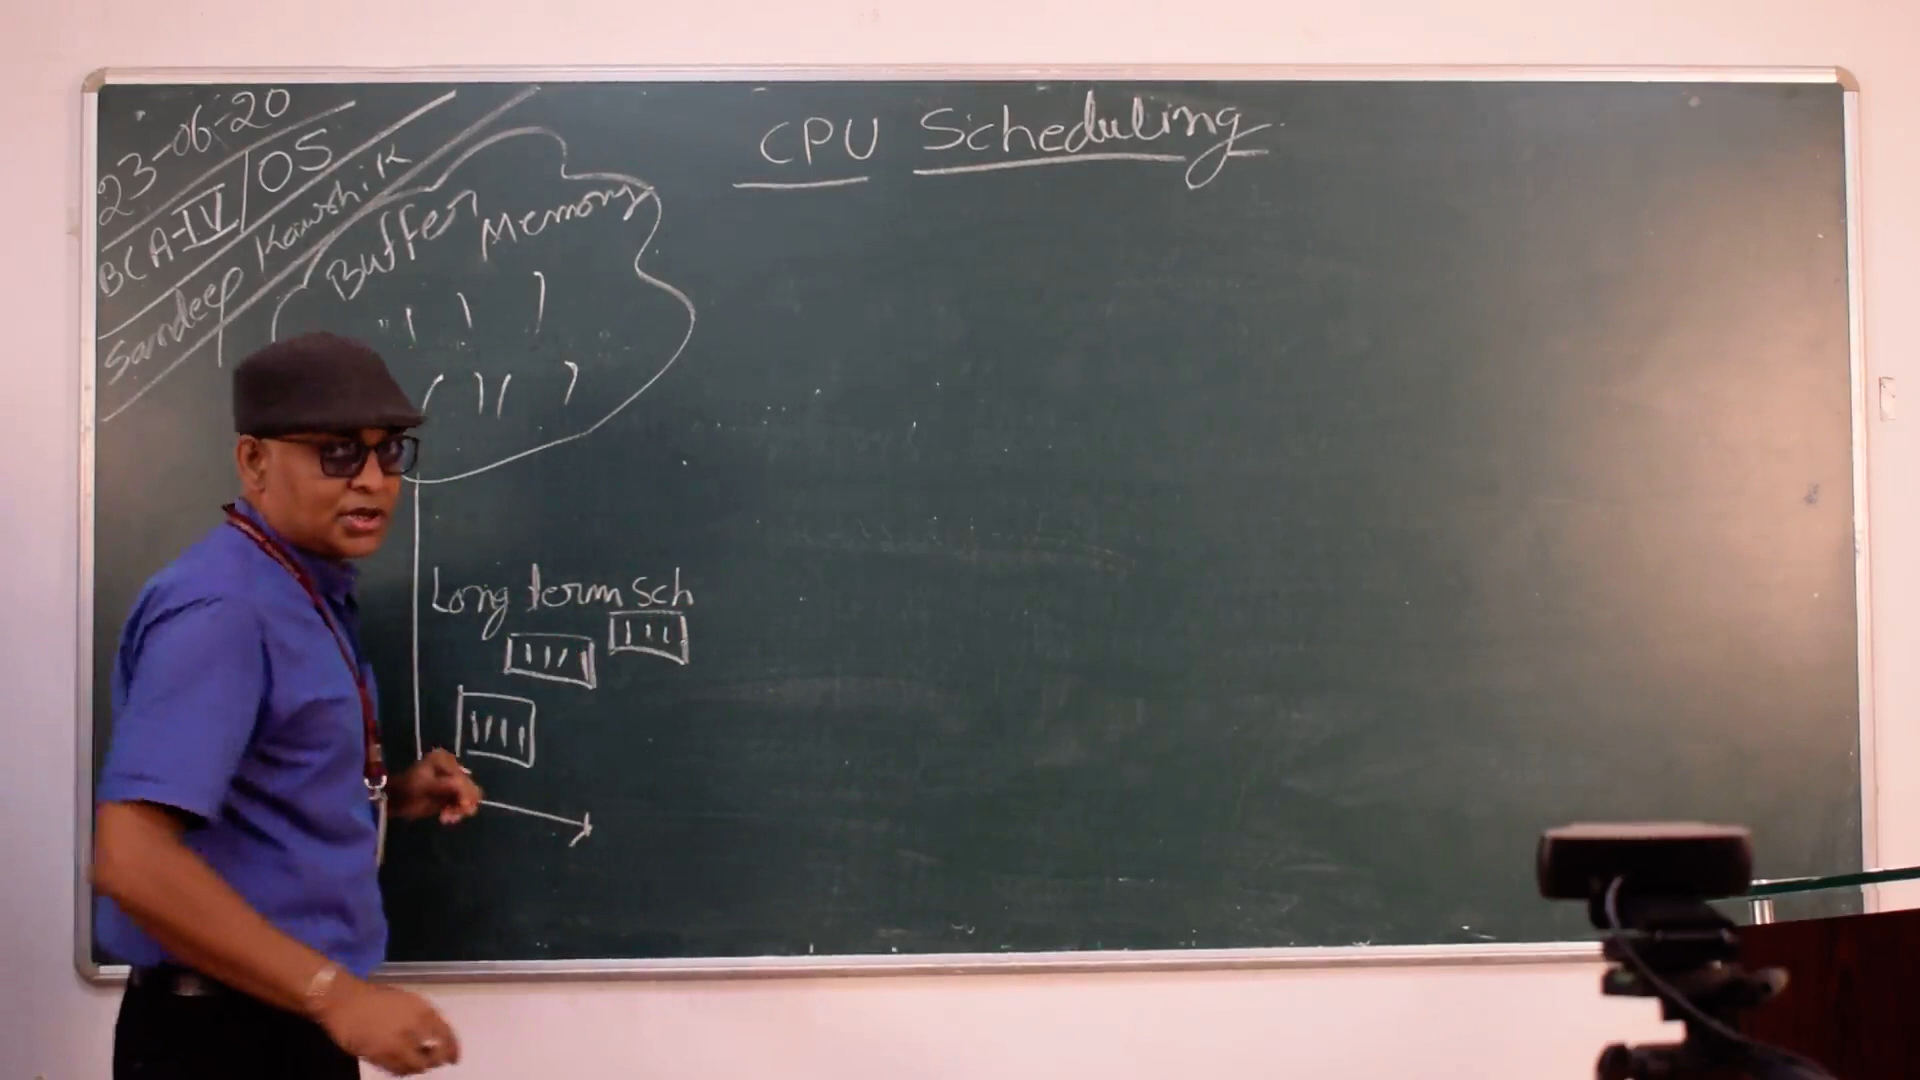 23-06-20
BCA-IV/OS
Sandeep Kaushik
CPU Scheduling
Buffer Memory
Long term Sch